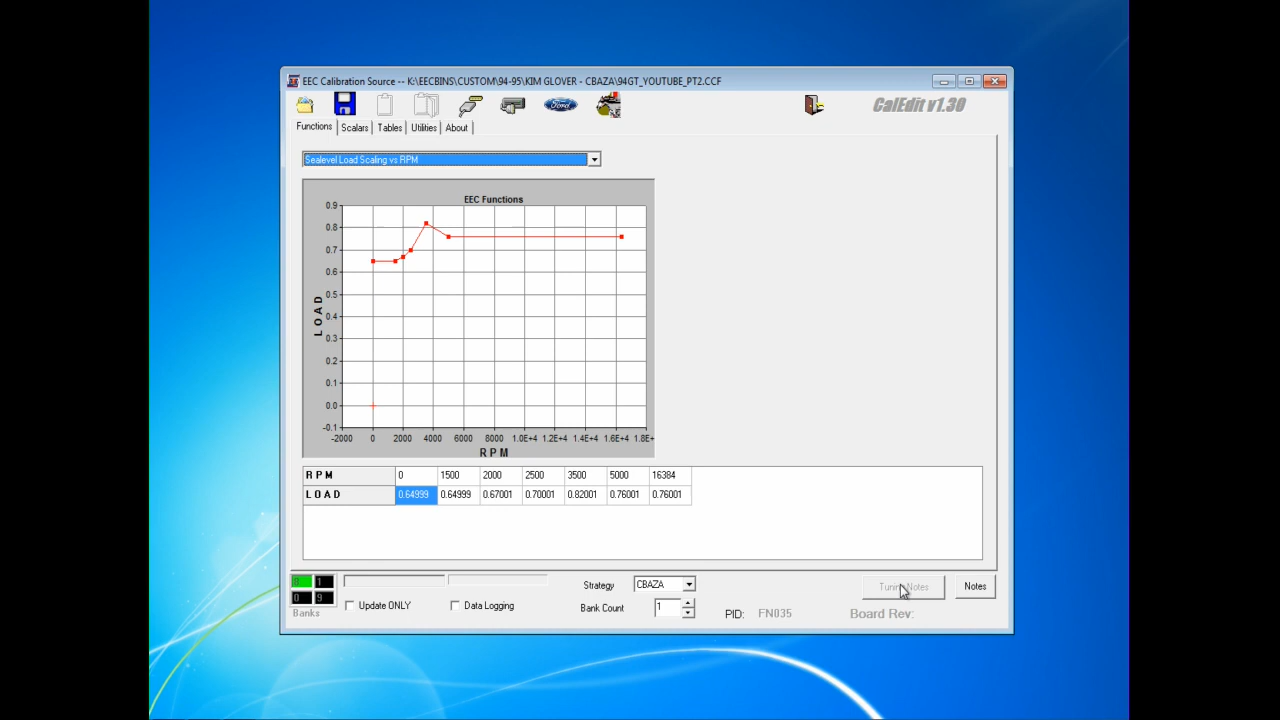 EEC Calibration Source -- K:\EECBINS\CUSTOM\94-95\KIM GLOVER - CBAZA\94GT_YOUTUBE_PT2.CCF
Ford
CalEdit v1.30
Functions Scalars Tables Utilities About
Sealevel Load Scaling vs RPM
EEC Functions
0.9
0.8
0.7
0.6
0.5
0.4
0.3
0.2
0.1
0.0
-0.1
LOAD
-2000 0 2000 4000 6000 8000 1.0E+4 1.2E+4 1.4E+4 1.6E+4 1.8E+
RPM
RPM 0 1500 2000 2500 3500 5000 16384
LOAD 0.64999 0.64999 0.67001 0.70001 0.82001 0.76001 0.76001
1
0 9
Banks
Update ONLY
Data Logging
Strategy CBAZA
Bank Count 1
PID: FN035
Tuning Notes
Notes
Board Rev: